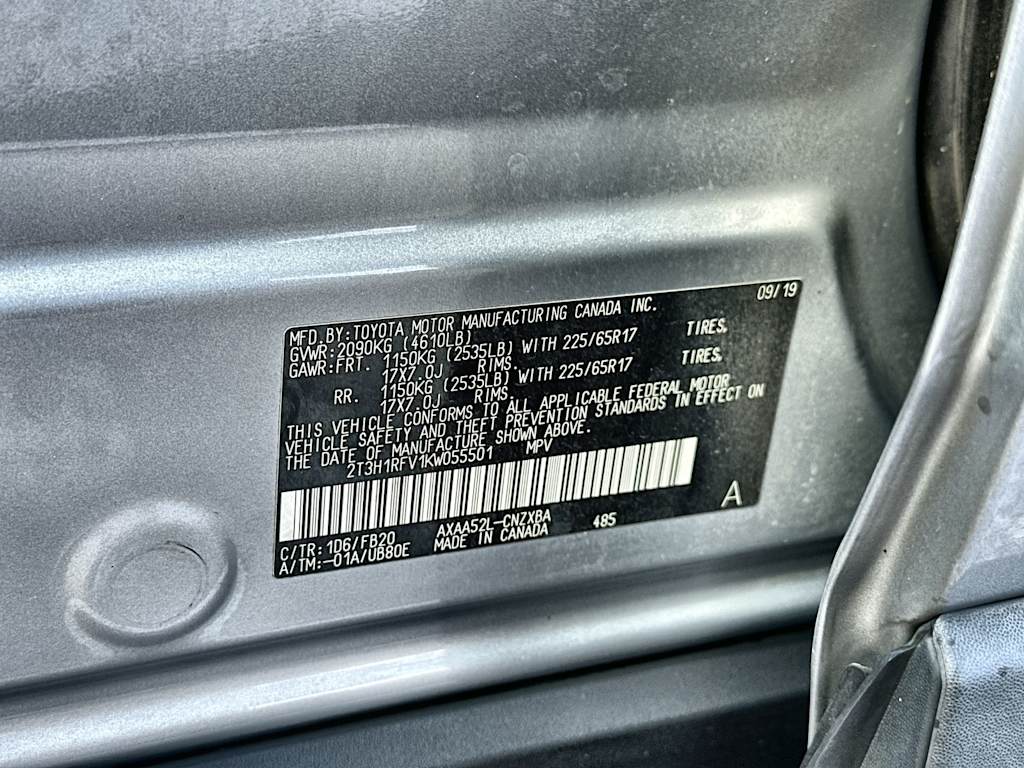 09/19
MFD.BY:TOYOTA MOTOR MANUFACTURING CANADA INC.
GVWR:2090KG (4610LB)
GAWR:FRT. 1150KG (2535LB) WITH 225/65R17 TIRES,
17X7.0J RIMS.
RR. 1150KG (2535LB) WITH 225/65R17 TIRES,
17X7.0J RIMS.
THIS VEHICLE CONFORMS TO ALL APPLICABLE FEDERAL MOTOR
VEHICLE SAFETY AND THEFT PREVENTION STANDARDS IN EFFECT ON
THE DATE OF MANUFACTURE SHOWN ABOVE.
2T3H1RFV1KW055501 MPV
A
C/TR: 1D6/FB20 AXAA52L-CNZXBA 485
A/TM:-01A/UB80E MADE IN CANADA